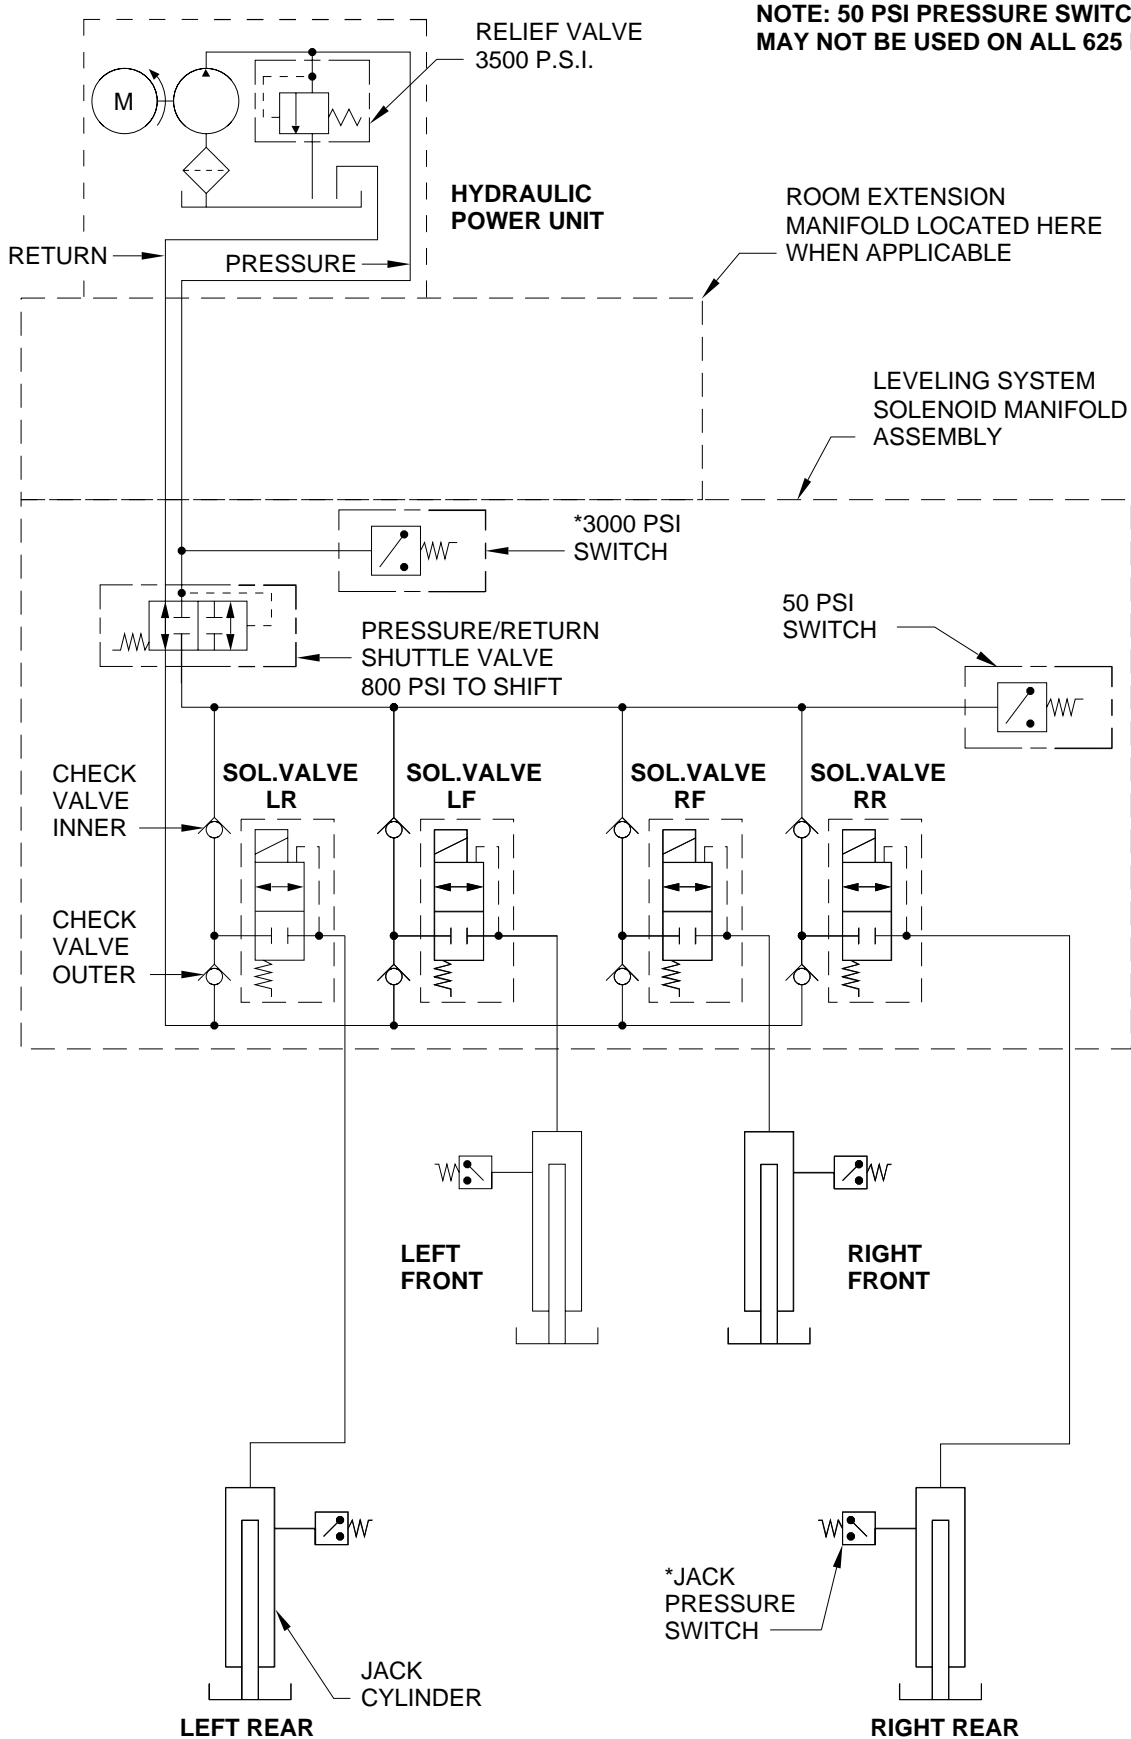 NOTE: 50 PSI PRESSURE
MAY NOT BE USED ON ALL 625
RELIEF VALVE
3500 P.S.I.
M
HYDRAULIC
POWER UNIT
ROOM EXTENSION
MANIFOLD LOCATED HERE
WHEN APPLICABLE
RETURN
PRESSURE
LEVELING SYSTEM
SOLENOID MANIFOLD
ASSEMBLY
*3000 PSI
SWITCH
50 PSI
SWITCH
PRESSURE/RETURN
SHUTTLE VALVE
800 PSI TO SHIFT
CHECK
VALVE
INNER
SOL.VALVE
LR
SOL.VALVE
LF
SOL.VALVE
RF
SOL.VALVE
RR
CHECK
VALVE
OUTER
LEFT
FRONT
RIGHT
FRONT
*JACK
PRESSURE
SWITCH
JACK
CYLINDER
LEFT REAR
RIGHT REAR